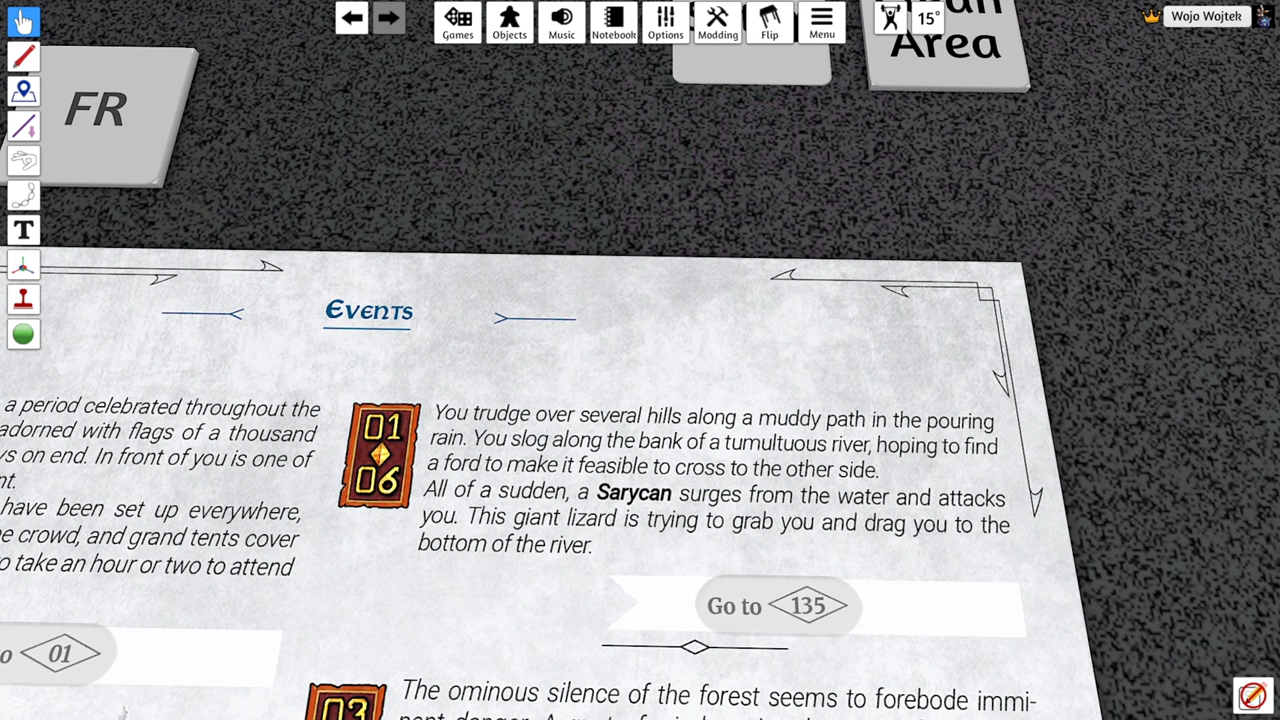 Games
Objects
Music
Notebook
Options
Modding
Flip
Menu
15°
Wojo Wojtek
Area
FR
T
Events
a period celebrated throughout the
adorned with flags of a thousand
on end. In front of you is one of
have been set up everywhere,
crowd, and grand tents cover
to take an hour or two to attend
01
01
06
You trudge over several hills along a muddy path in the pouring
rain. You slog along the bank of a tumultuous river, hoping to find
a ford to make it feasible to cross to the other side.
All of a sudden, a Sarycan surges from the water and attacks
you. This giant lizard is trying to grab you and drag you to the
bottom of the river.
Go to 135
03
The ominous silence of the forest seems to forebode immi-